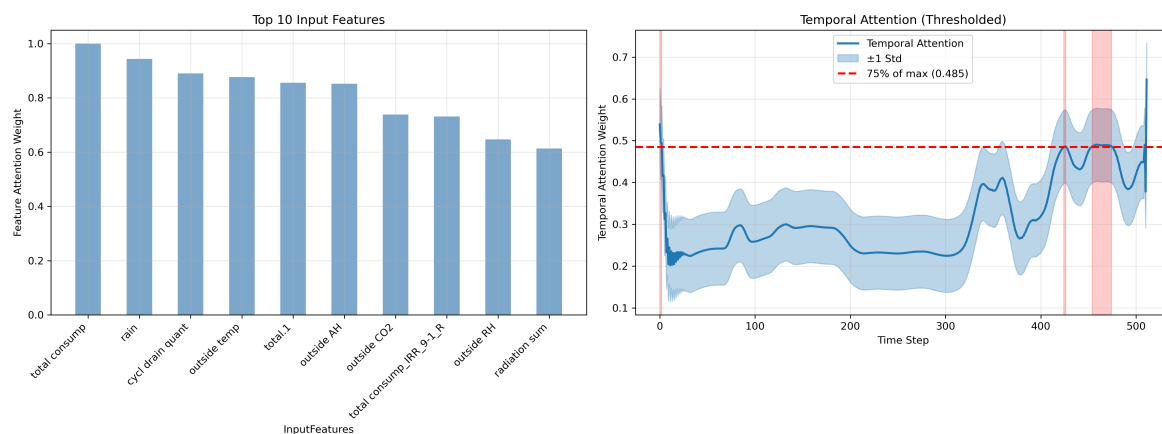 Top 10 Input Features
Feature Attention Weight
1.0
0.8
0.6
0.4
0.2
0.0
total consump
rain
cycl drain quant
outside temp
total.1
outside AH
outside CO2
total consump_IRR_9-1_R
outside RH
radiation sum
InputFeatures
Temporal Attention (Thresholded)
Temporal Attention
±1 Std
75% of max (0.485)
Temporal Attention Weight
0.7
0.6
0.5
0.4
0.3
0.2
0.1
0
100
200
300
400
500
Time Step